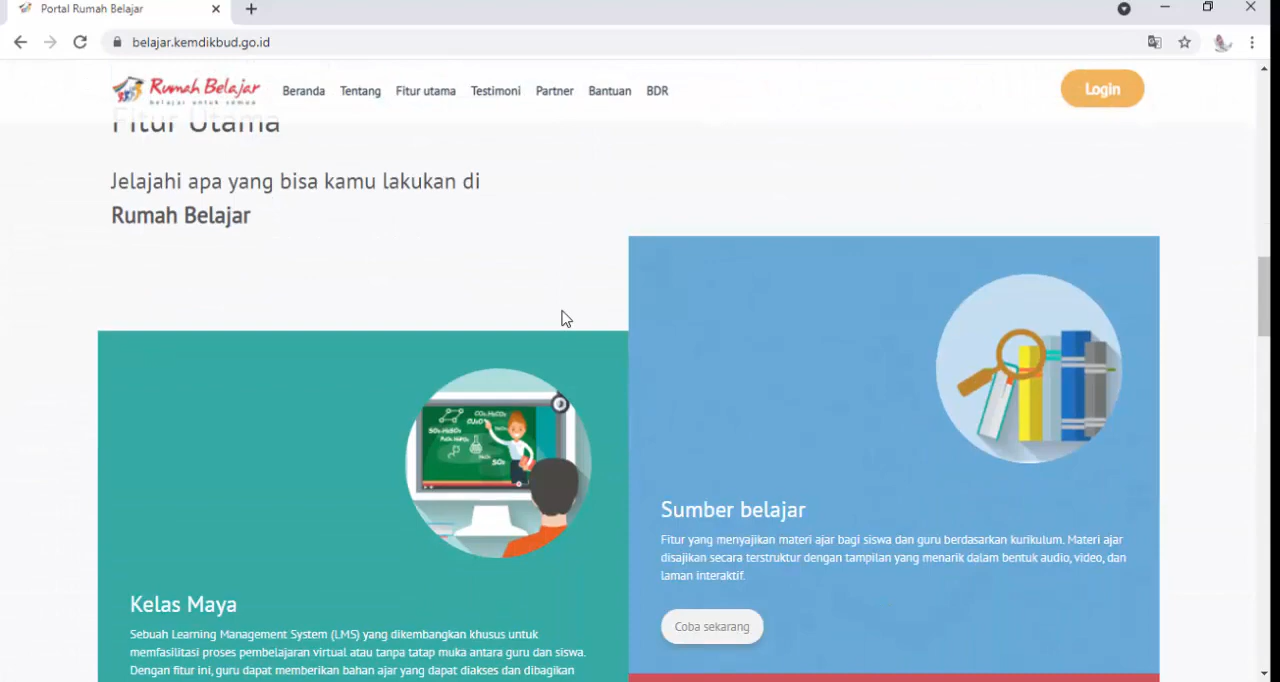 Portal Rumah Belajar
belajar.kemdikbud.go.id
Rumah Belajar
belajar untuk semua
Beranda
Tentang
Fitur utama
Testimoni
Partner
Bantuan
BDR
Login
Fitur Utama
Jelajahi apa yang bisa kamu lakukan di
Rumah Belajar
Sumber belajar
Fitur yang menyajikan materi ajar bagi siswa dan guru berdasarkan kurikulum. Materi ajar
disajikan secara terstruktur dengan tampilan yang menarik dalam bentuk audio, video, dan
laman interaktif.
Coba sekarang
Kelas Maya
Sebuah Learning Management System (LMS) yang dikembangkan khusus untuk
memfasilitasi proses pembelajaran virtual atau tanpa tatap muka antara guru dan siswa.
Dengan fitur ini, guru dapat memberikan bahan ajar yang dapat diakses dan dibagikan